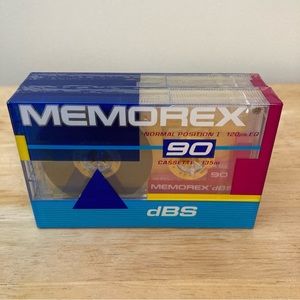 MEMOREX
NORMAL POSITION I 120µs EQ
90
CASSETTE 135m
90
MEMOREX dBS
dBS